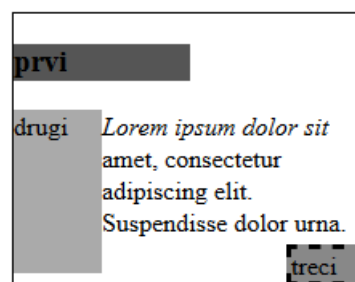 prvi
drugi
Lorem ipsum dolor sit
amet, consectetur
adipiscing elit.
Suspendisse dolor urna.
treci